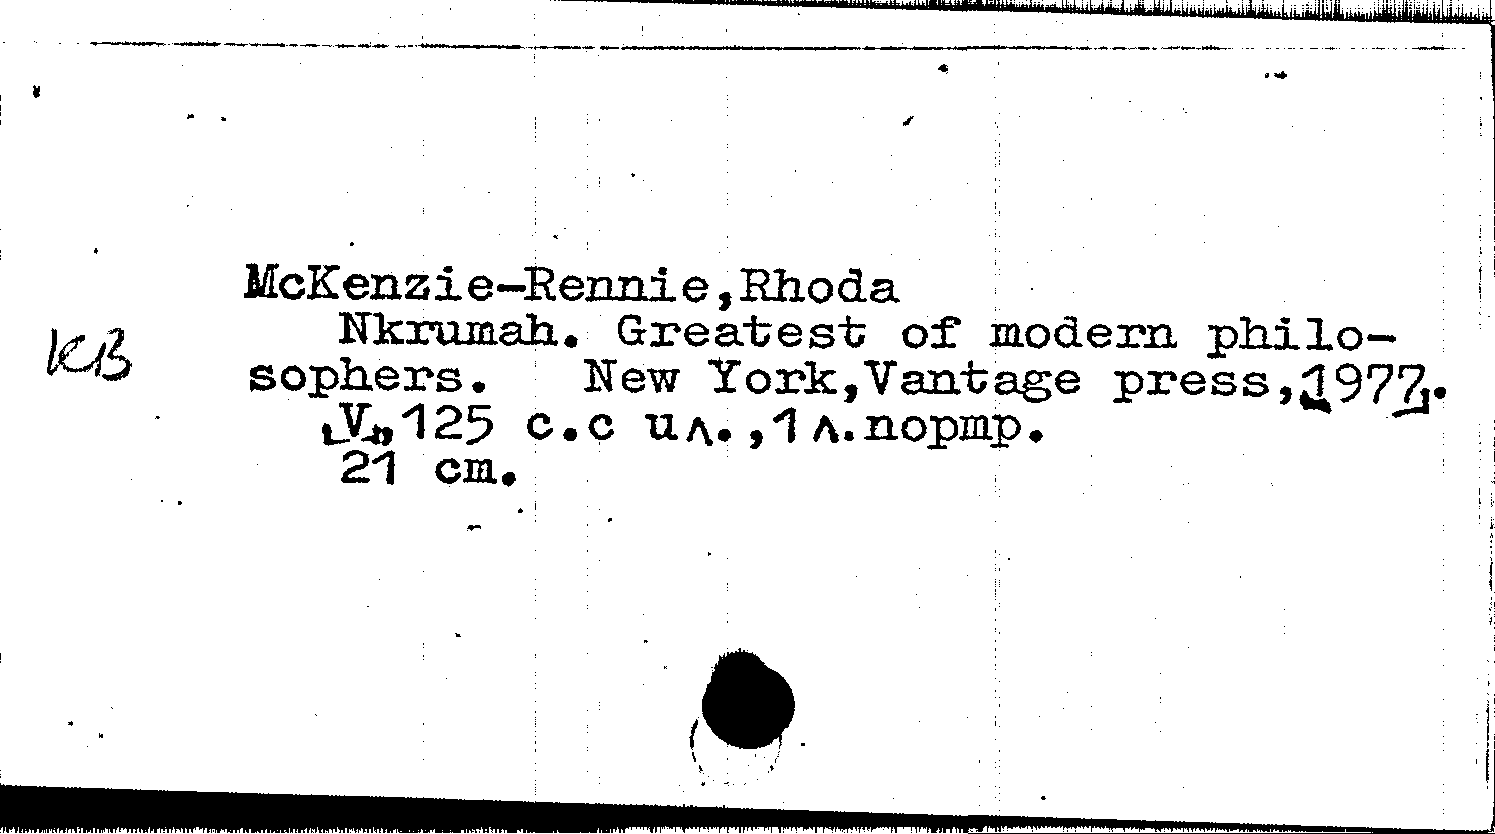 McKenzie-Rennie,Rhoda
Nkrumah. Greatest of modern philo-
КВ
sophers. New York,Vantage press,[1977].
[V],125 c.c ил.,1 л.портр.
21 cm.